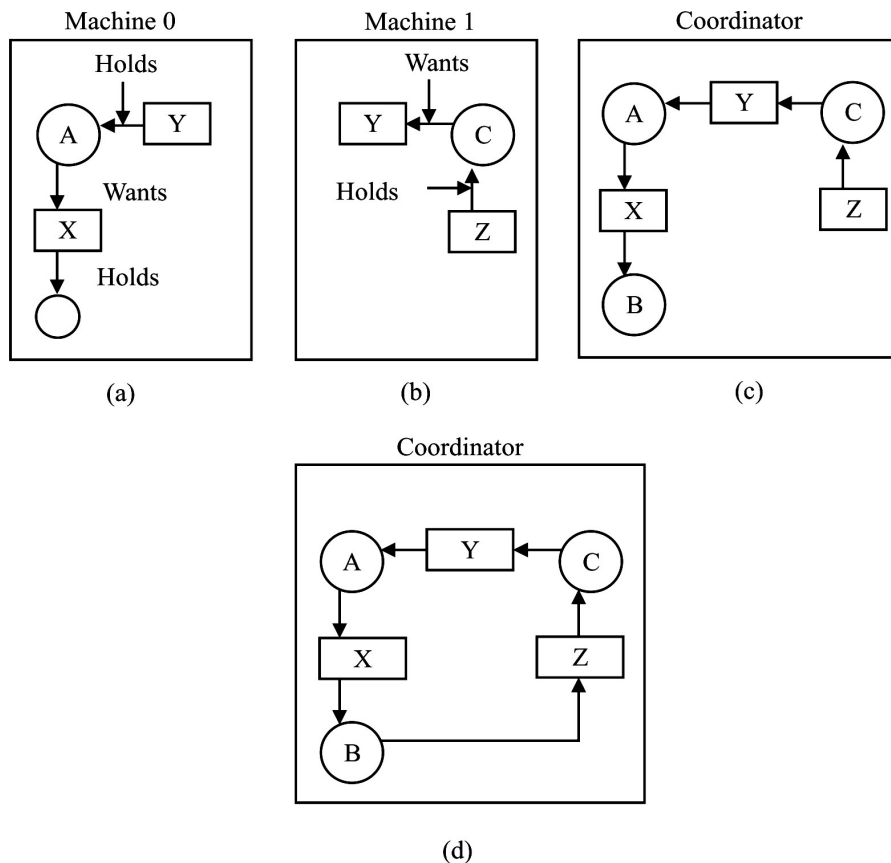 Machine 0
Holds
A
Y
Wants
X
Holds
(a)
Machine 1
Wants
Y
C
Holds
Z
(b)
Coordinator
A
Y
C
X
Z
B
(c)
Coordinator
A
Y
C
X
Z
B
(d)